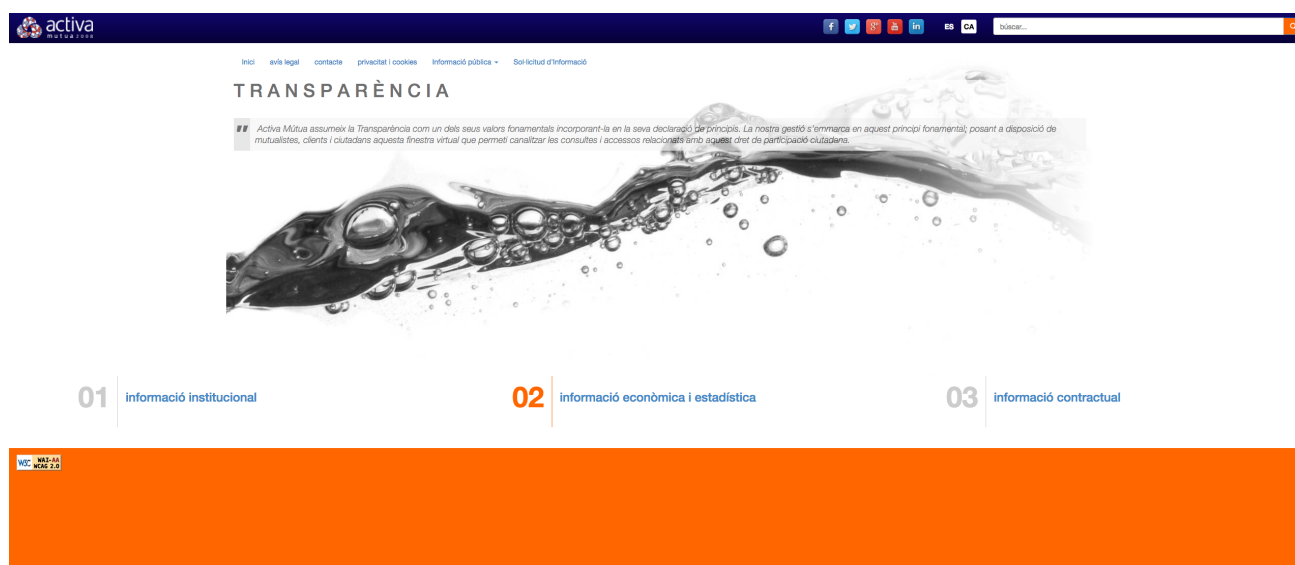 activa
mutua 2008
ES CA búscar...
Inici avís legal contacte privacitat i cookies Informació pública Sol·licitud d'Informació
TRANSPARÈNCIA
" Activa Mútua assumeix la Transparència com un dels seus valors fonamentals incorporant-la en la seva declaració de principis. La nostra gestió s'emmarca en aquest principi fonamental; posant a disposició de
mutualistes, clients i ciutadans aquesta finestra virtual que permeti canalitzar les consultes i accessos relacionats amb aquest dret de participació ciutadana.
01 informació institucional 02 informació econòmica i estadística 03 informació contractual
W3C WAI-AA
WCAG 2.0